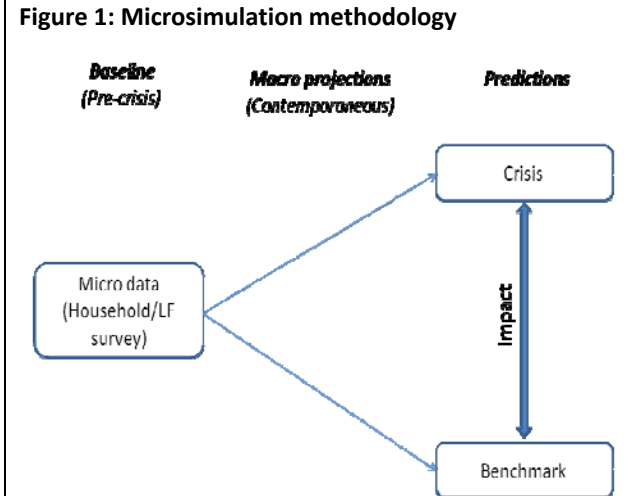 Figure 1: Microsimulation methodology
Baseline
(Pre-crisis)
Macro projections
(Contemporaneous)
Predictions
Crisis
Micro data
(Household/LF
survey)
Impact
Benchmark